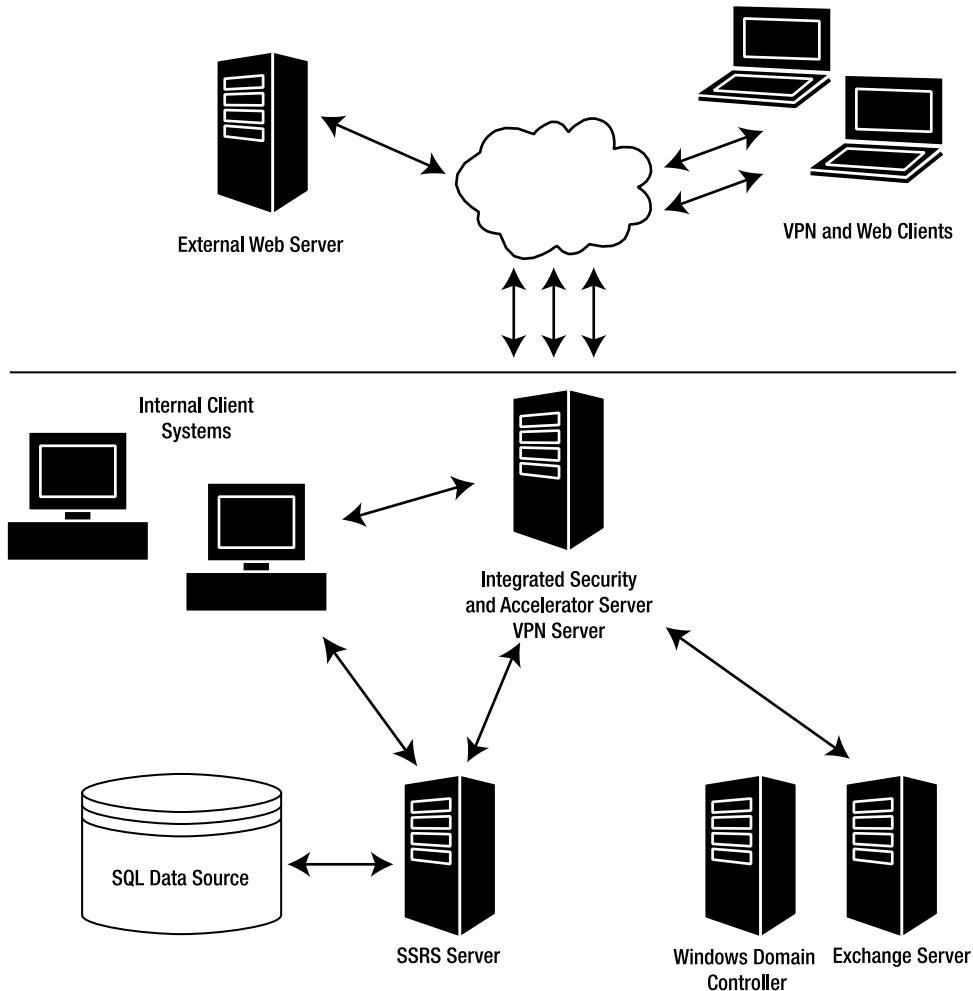 External Web Server
VPN and Web Clients
Internal Client
Systems
Integrated Security
and Accelerator Server
VPN Server
SQL Data Source
SSRS Server
Windows Domain
Controller
Exchange Server